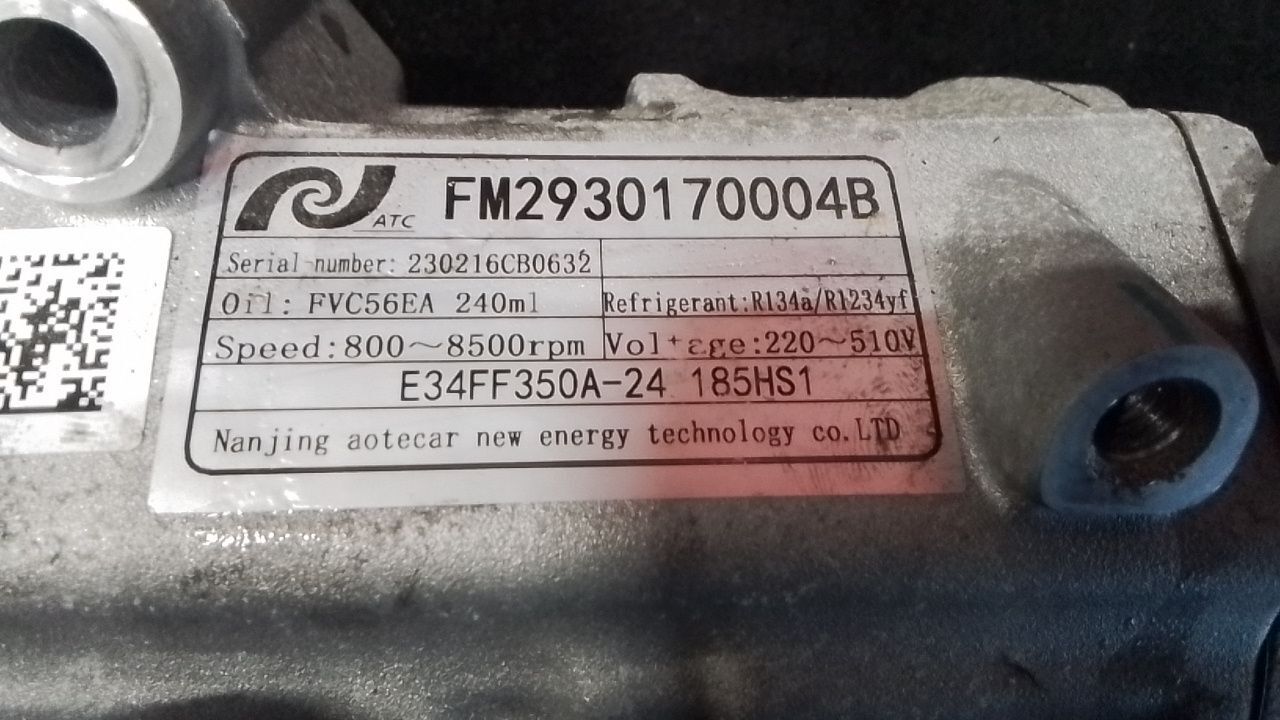 ATC FM2930170004B
Serial number: 230216CB0632
Oil: FVC56EA 240ml Refrigerant:R134a/R1234yf
Speed:800~8500rpm Voltage:220~510V
E34FF350A-24 185HS1
Nanjing aotecar new energy technology co.LTD